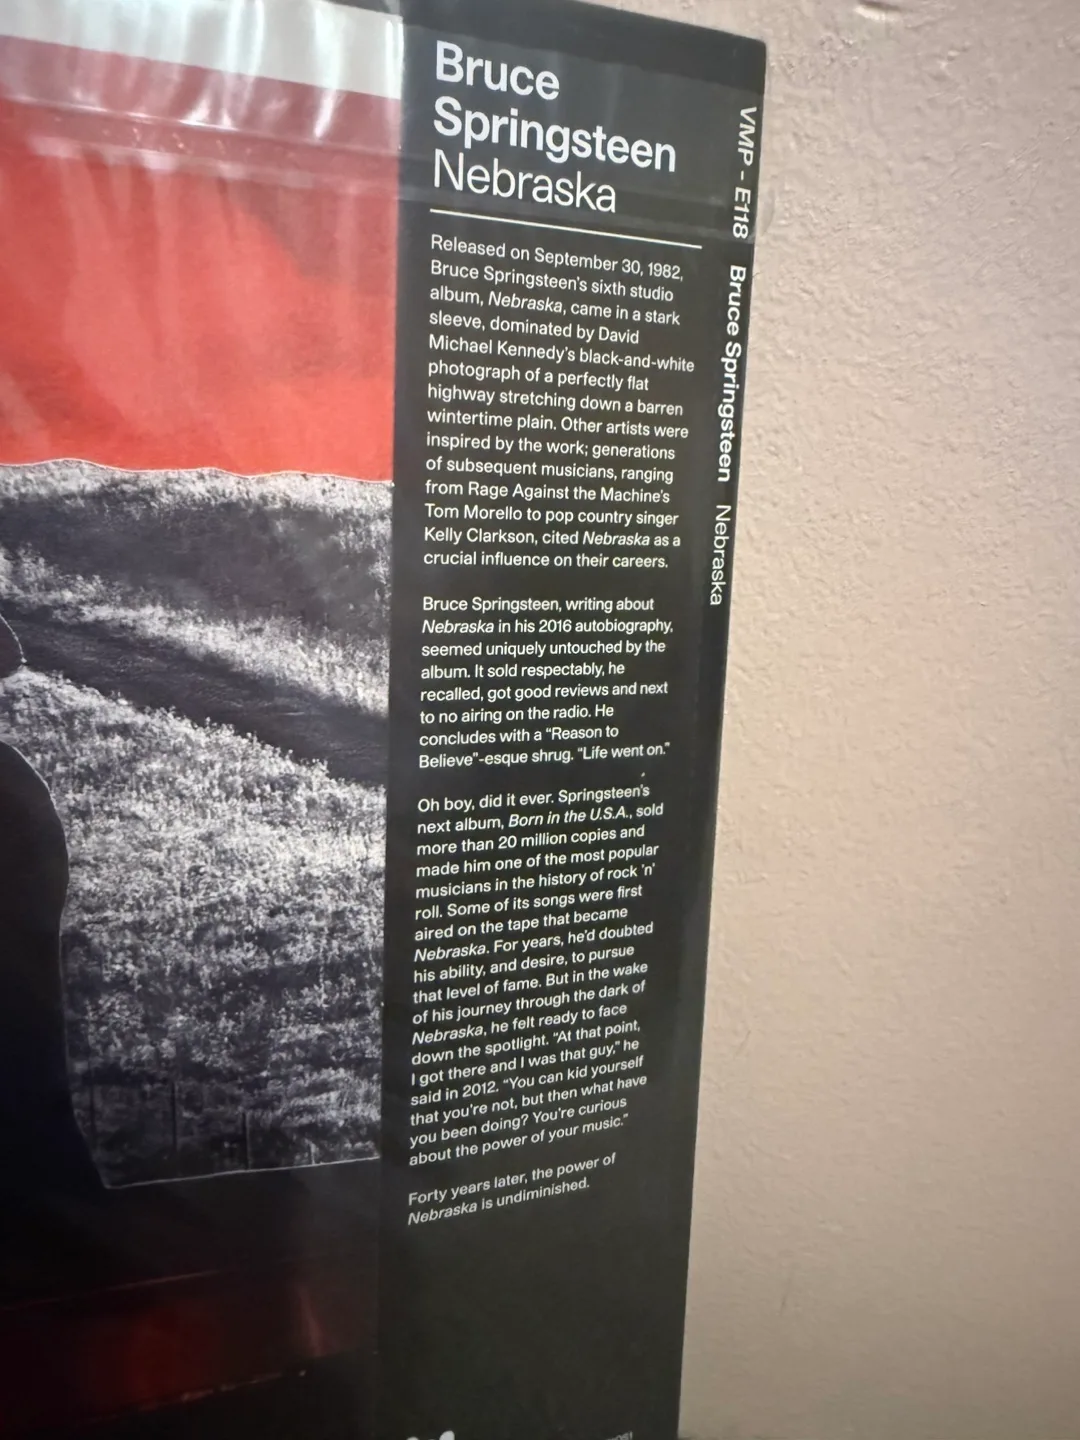 Bruce
Springsteen
Nebraska
Released on September 30, 1982,
Bruce Springsteen's sixth studio
album, Nebraska, came in a stark
sleeve, dominated by David
Michael Kennedy's black-and-white
photograph of a perfectly flat
highway stretching down a barren
wintertime plain. Other artists were
inspired by the work; generations
of subsequent musicians, ranging
from Rage Against the Machine's
Tom Morello to pop country singer
Kelly Clarkson, cited Nebraska as a
crucial influence on their careers.
Bruce Springsteen, writing about
Nebraska in his 2016 autobiography,
seemed uniquely untouched by the
album. It sold respectably, he
recalled, got good reviews and next
to no airing on the radio. He
concludes with a “Reason to
Believe”-esque shrug. “Life went on.”
Oh boy, did it ever. Springsteen's
next album, Born in the U.S.A., sold
more than 20 million copies and
made him one of the most popular
musicians in the history of rock 'n'
roll. Some of its songs were first
aired on the tape that became
Nebraska. For years, he'd doubted
his ability, and desire, to pursue
that level of fame. But in the wake
of his journey through the dark of
Nebraska, he felt ready to face
down the spotlight. “At that point,
I got there and I was that guy,” he
said in 2012. “You can kid yourself
that you're not, but then what have
you been doing? You're curious
about the power of your music.”
Forty years later, the power of
Nebraska is undiminished.
VMP - E118 Bruce Springsteen Nebraska